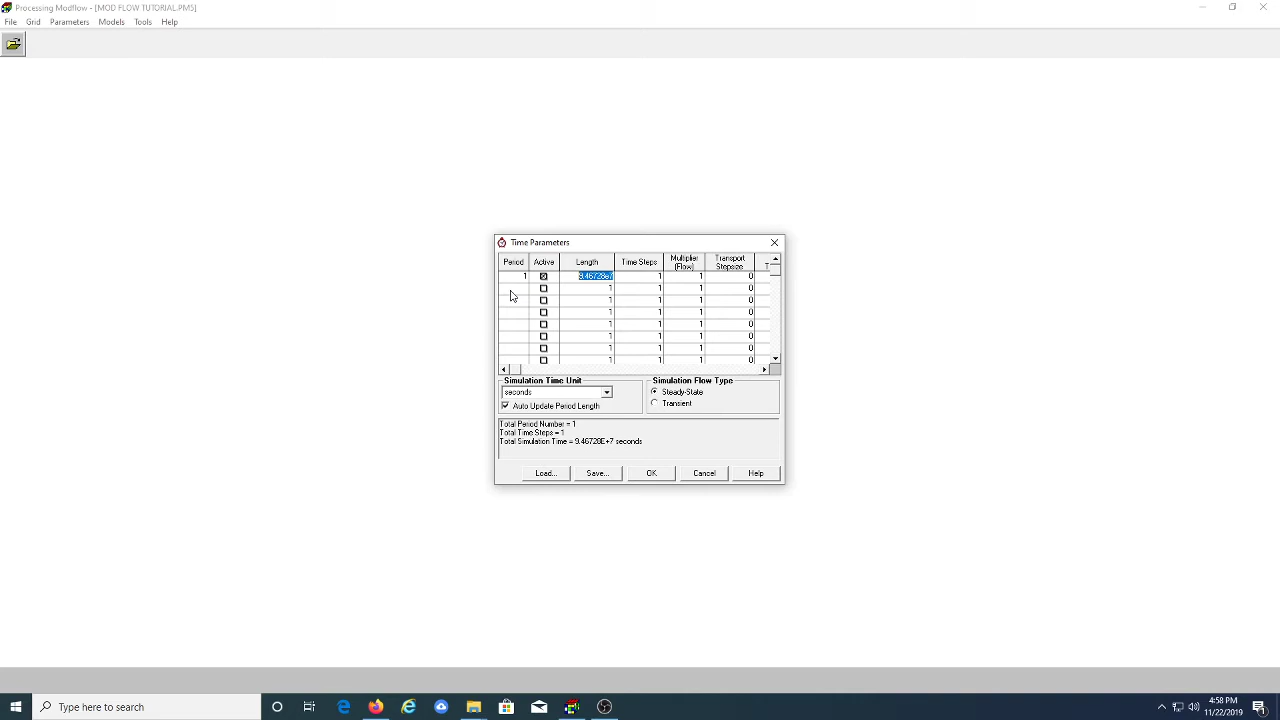 Processing Modflow - [MOD FLOW TUTORIAL.PM5]
File Grid Parameters Models Tools Help
Time Parameters
Period Active Length Time Steps Multiplier (Flow) Transport Stepsize T
1 9.46728e7 1 1 0
1 1 1 0
1 1 1 0
1 1 1 0
1 1 1 0
1 1 1 0
1 1 1 0
1 1 1 0
Simulation Time Unit
seconds
Auto Update Period Length
Simulation Flow Type
Steady-State
Transient
Total Period Number = 1
Total Time Steps = 1
Total Simulation Time = 9.46728E+7 seconds
Load... Save... OK Cancel Help
Type here to search
4:58 PM
11/22/2019